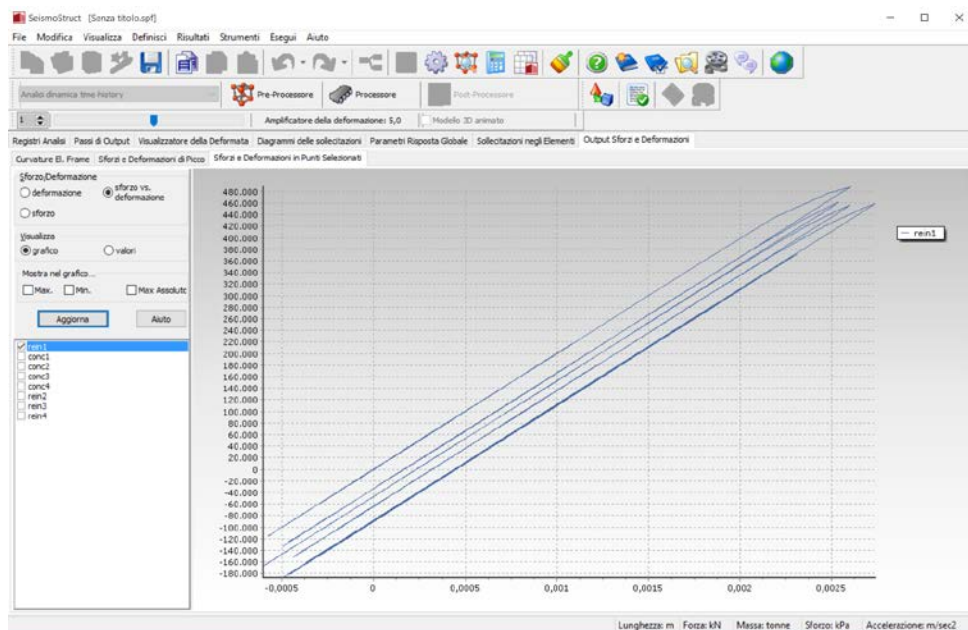 SeismoStruct [Senza titolo.spf]
File Modifica Visualizza Definisci Risultati Strumenti Esegui Aiuto
Analisi dinamica time history
Pre-Processore
Processore
Post-Processore
1
Amplificatore della deformazione: 5,0
Modelo 3D animato
Registri Analisi Passi di Output Visualizzatore della Deformata Diagrammi delle sollecitazioni Parametri Risposta Globale Sollecitazioni negli Elementi Output Sforzi e Deformazioni
Curvature El. Frame Sforzi e Deformazioni di Picco Sforzi e Deformazioni in Punti Selezionati
Sforzo/Deformazione
deformazione
sforzo vs. deformazione
sforzo
Visualizza
grafico valori
Mostra nel grafico...
Max. Min. Max Assolutc
Aggiorna Aiuto
rein1
conc1
conc2
conc3
conc4
rein2
rein3
rein4
480.000
460.000
440.000
420.000
400.000
380.000
360.000
340.000
320.000
300.000
280.000
260.000
240.000
220.000
200.000
180.000
160.000
140.000
120.000
100.000
80.000
60.000
40.000
20.000
0
-20.000
-40.000
-60.000
-80.000
-100.000
-120.000
-140.000
-160.000
-180.000
-0,0005 0 0,0005 0,001 0,0015 0,002 0,0025
rein1
Lunghezza: m Forza: kN Massa: tonne Sforzo: kPa Accelerazione: m/sec2